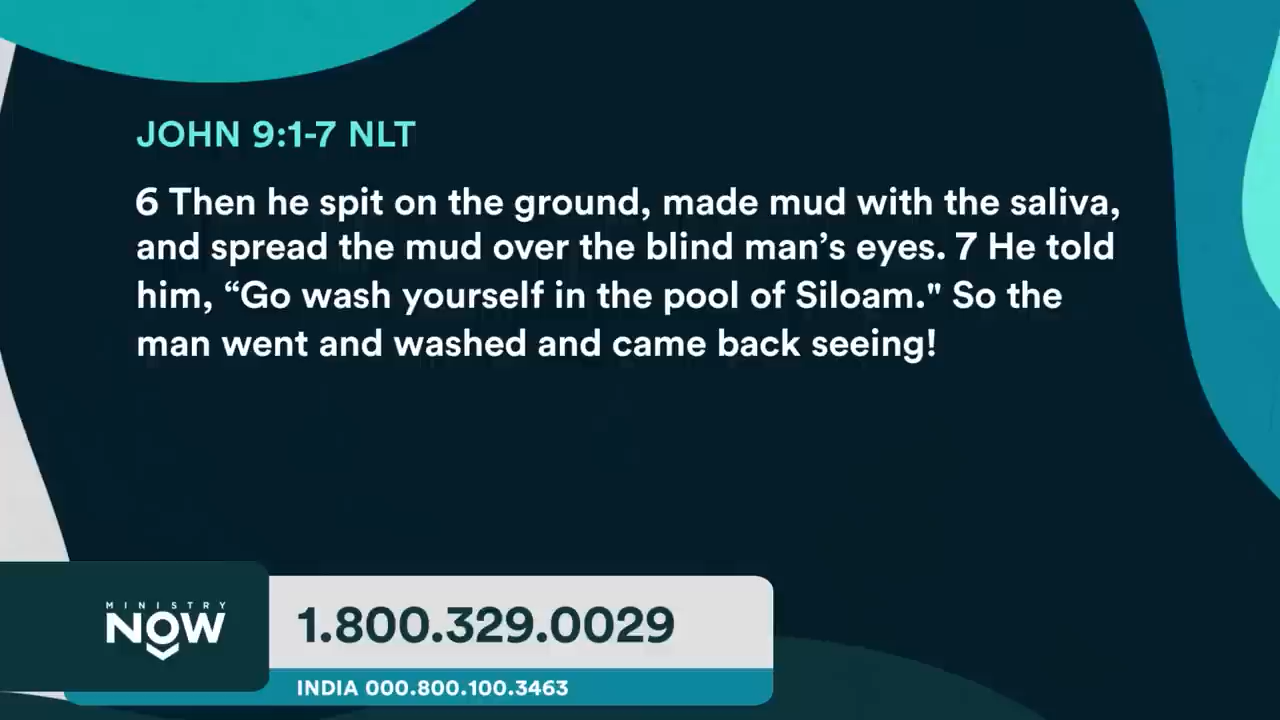 JOHN 9:1-7 NLT
6 Then he spit on the ground, made mud with the saliva,
and spread the mud over the blind man’s eyes. 7 He told
him, “Go wash yourself in the pool of Siloam." So the
man went and washed and came back seeing!
MINISTRY
NOW
1.800.329.0029
INDIA 000.800.100.3463